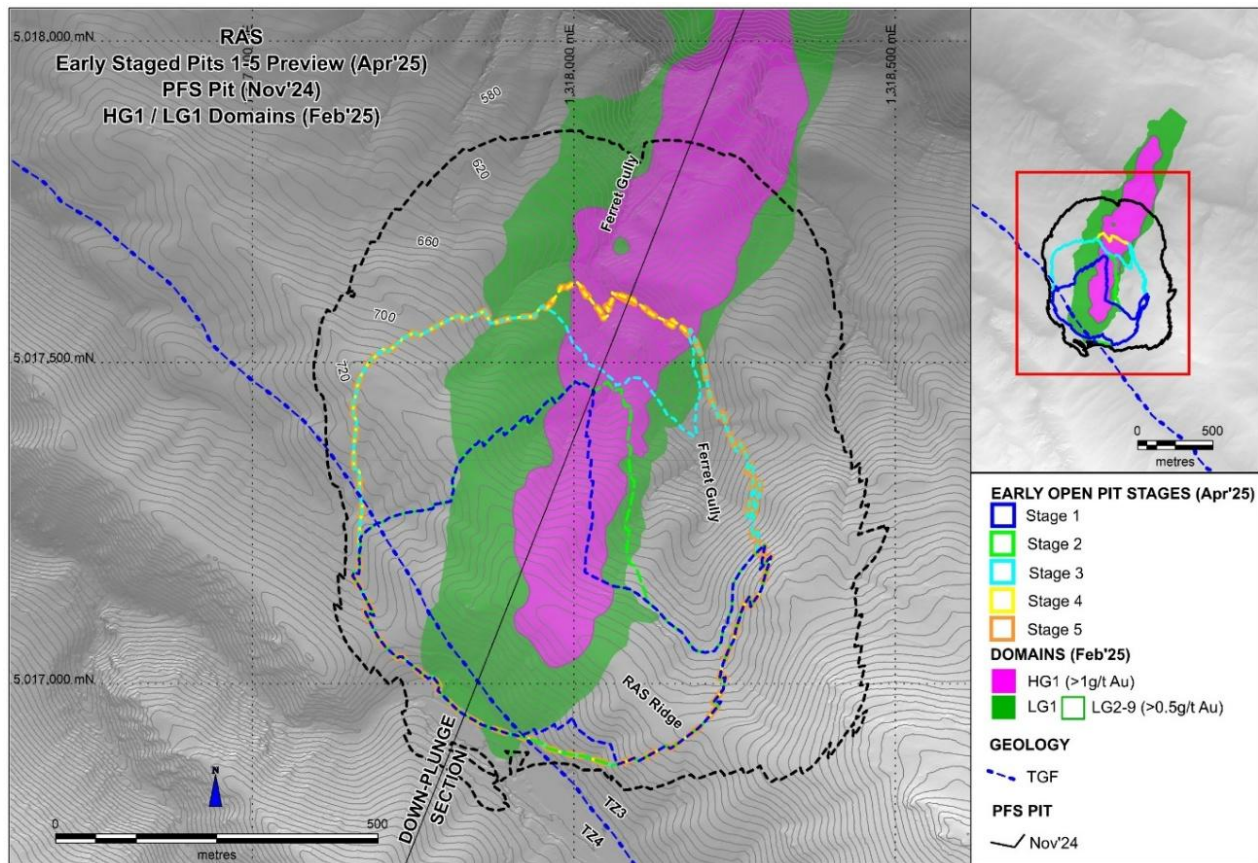 5,018,000 mN
RAS
Early Staged Pits 1-5 Preview (Apr'25)
PFS Pit (Nov'24)
HG1 / LG1 Domains (Feb'25)
1,318,000 mE
1,318,500 mE
580
620
660
700
720
Ferret Gully
5,017,500 mN
Ferret Gully
5,017,000 mN
RAS Ridge
DOWN-PLUNGE
SECTION
TZ3
TZ4
N
0 500
metres
0 500
metres
EARLY OPEN PIT STAGES (Apr'25)
Stage 1
Stage 2
Stage 3
Stage 4
Stage 5
DOMAINS (Feb'25)
HG1 (>1g/t Au)
LG1 LG2-9 (>0.5g/t Au)
GEOLOGY
TGF
PFS PIT
Nov'24